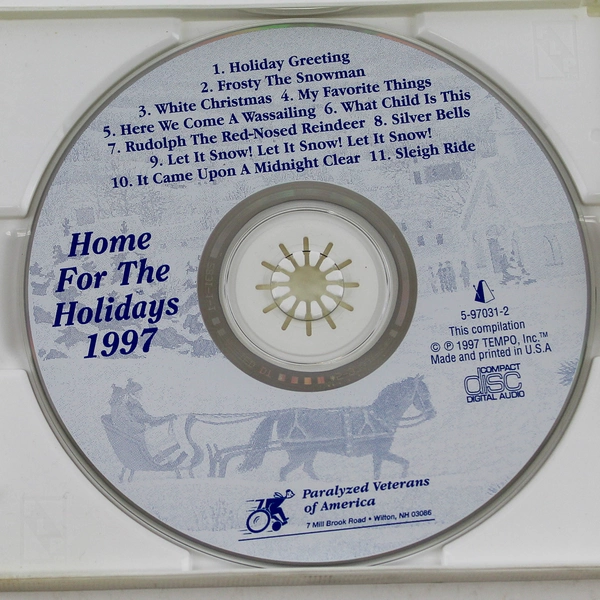 1. Holiday Greeting
2. Frosty The Snowman
3. White Christmas 4. My Favorite Things
5. Here We Come A Wassailing 6. What Child Is This
7. Rudolph The Red-Nosed Reindeer 8. Silver Bells
9. Let It Snow! Let It Snow! Let It Snow!
10. It Came Upon A Midnight Clear 11. Sleigh Ride
Home
For The
Holidays
1997
5-97031-2
This compilation
© ℗ 1997 TEMPO, Inc.™
Made and printed in U.S.A
COMPACT
disc
DIGITAL AUDIO
Paralyzed Veterans
of America
7 Mill Brook Road • Wilton, NH 03086